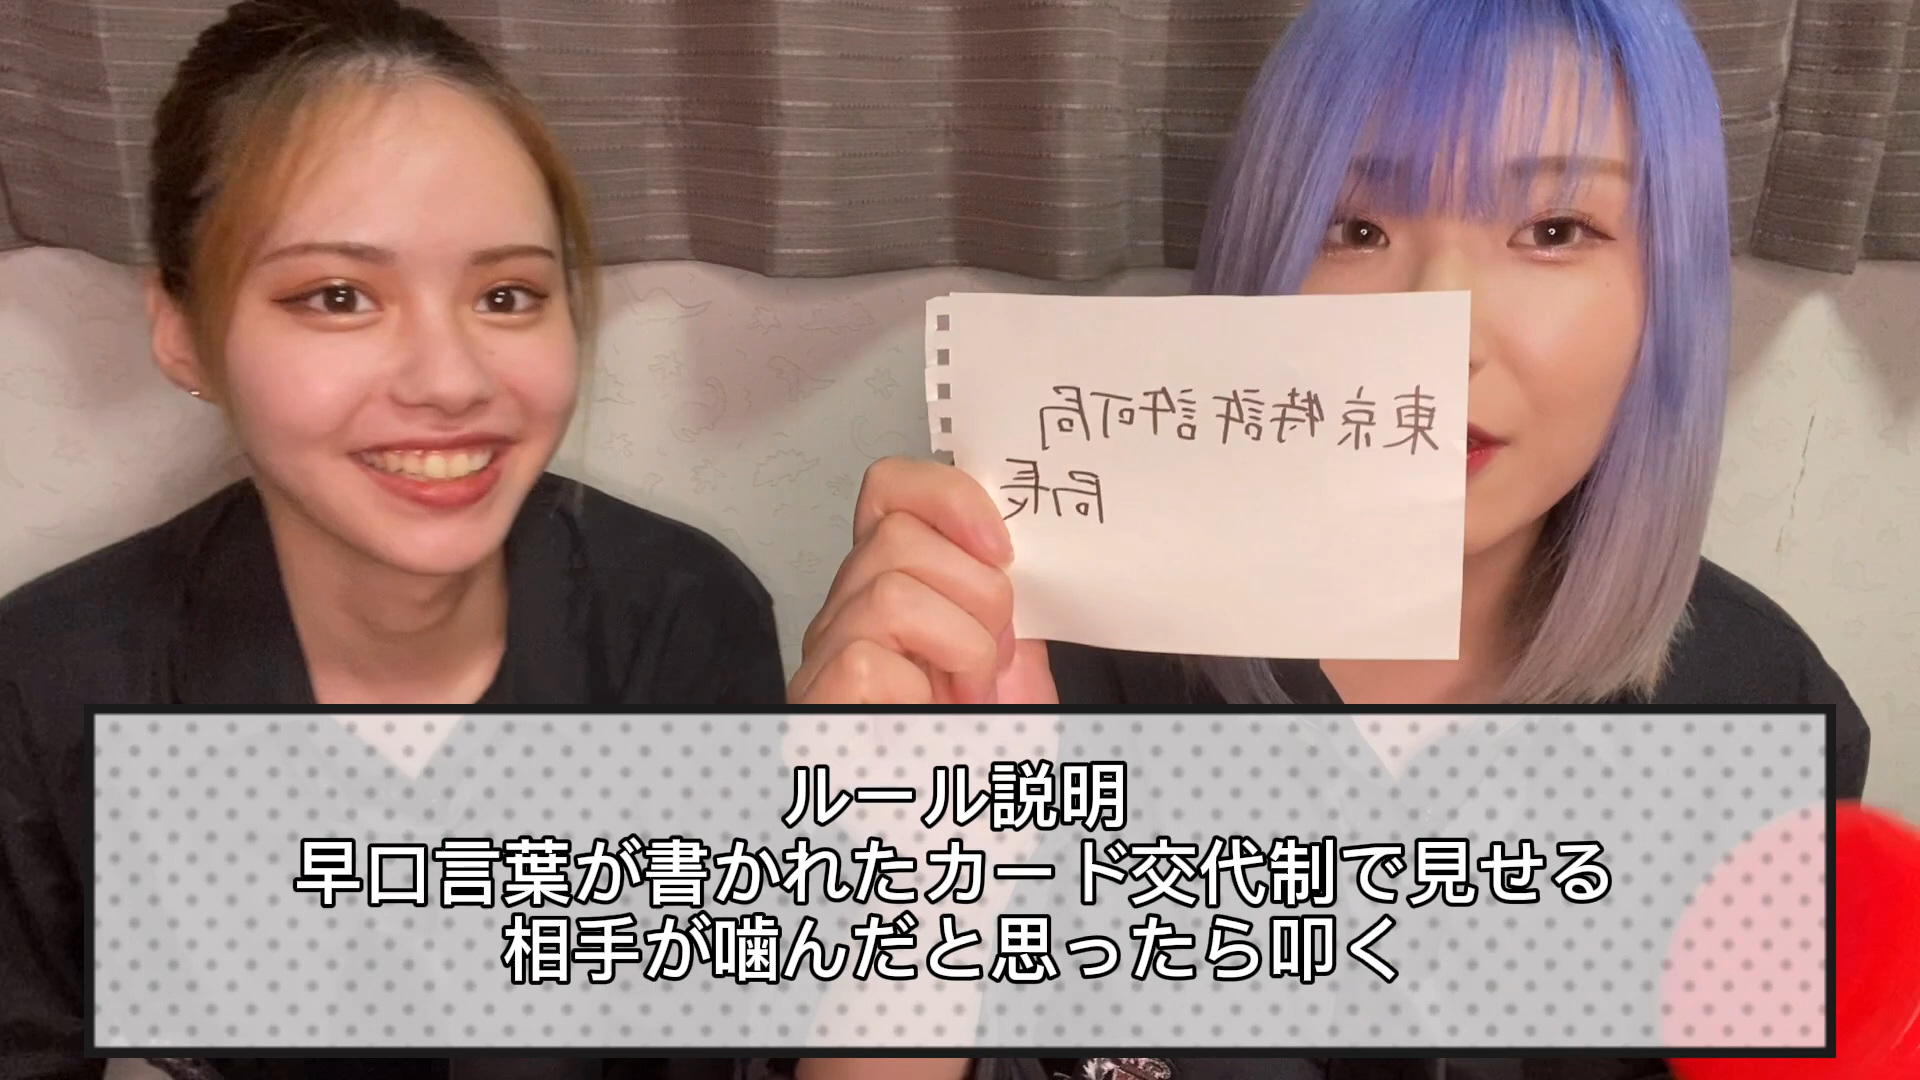 東京特許許可局
局長
ルール説明
早口言葉が書かれたカード交代制で見せる
相手が噛んだと思ったら叩く